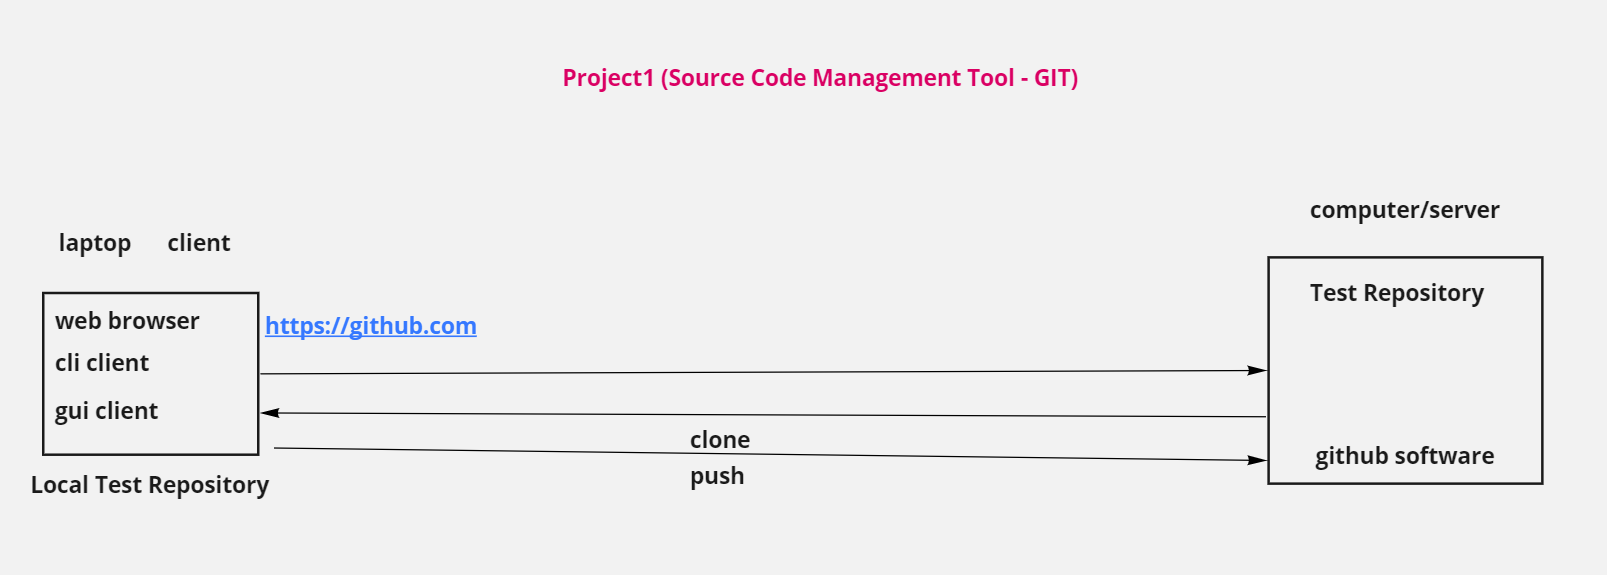 Project1 (Source Code Management Tool - GIT)
computer/server
laptop client
Test Repository
web browser
https://github.com
cli client
gui client
clone
github software
push
Local Test Repository